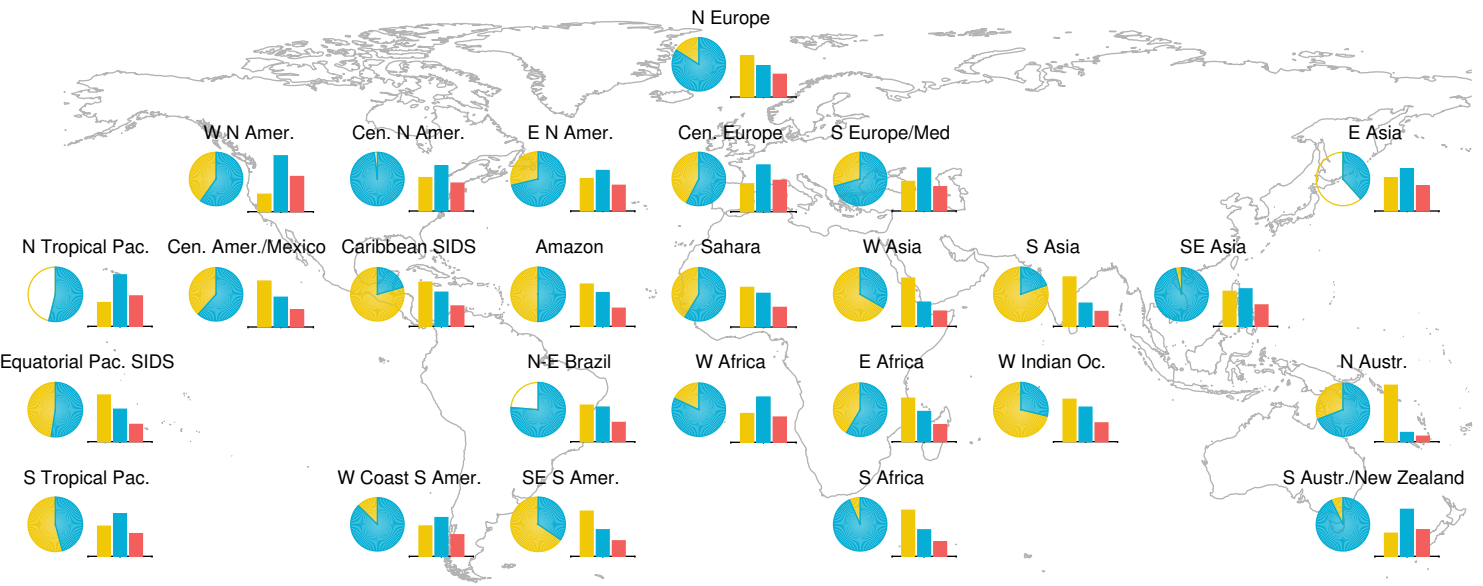 N Europe
W N Amer.
Cen. N Amer.
E N Amer.
Cen. Europe
S Europe/Med
E Asia
N Tropical Pac.
Cen. Amer./Mexico
Caribbean SIDS
Amazon
Sahara
W Asia
S Asia
SE Asia
Equatorial Pac. SIDS
N-E Brazil
W Africa
E Africa
W Indian Oc.
N Austr.
S Tropical Pac.
W Coast S Amer.
SE S Amer.
S Africa
S Austr./New Zealand